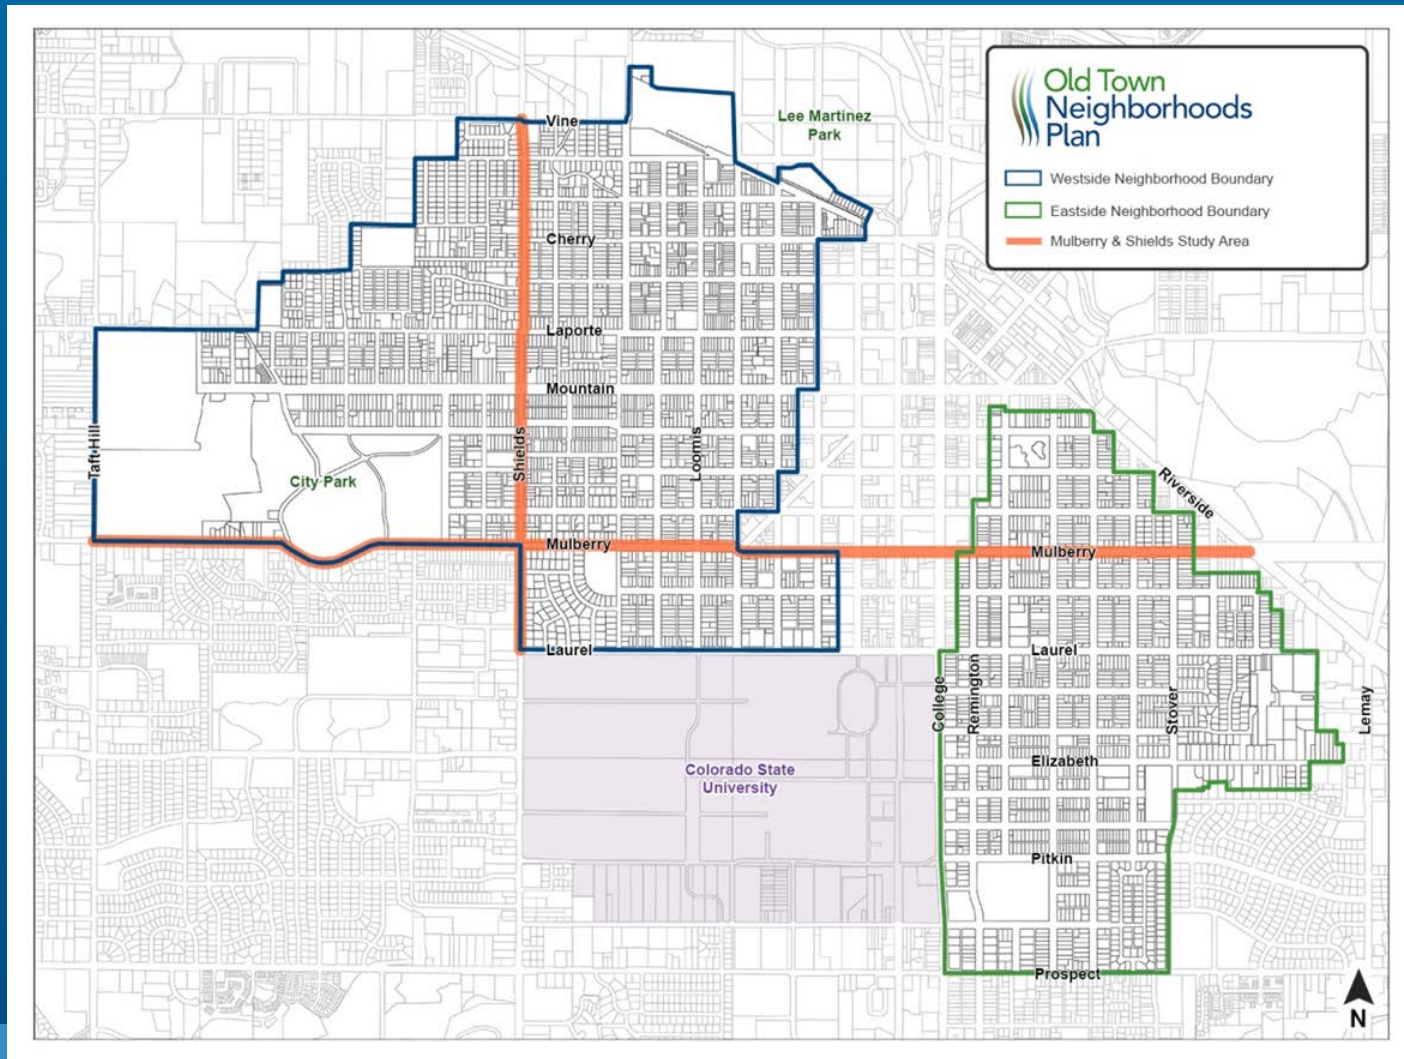 Old Town
Neighborhoods
Plan
Westside Neighborhood Boundary
Eastside Neighborhood Boundary
Mulberry & Shields Study Area
Vine
Lee Martinez
Park
Cherry
Laporte
Mountain
Taft Hill
Shields
Loomis
City Park
Riverside
Mulberry
Mulberry
Laurel
Laurel
College
Remington
Stover
Lemay
Elizabeth
Colorado State
University
Pitkin
Prospect
N